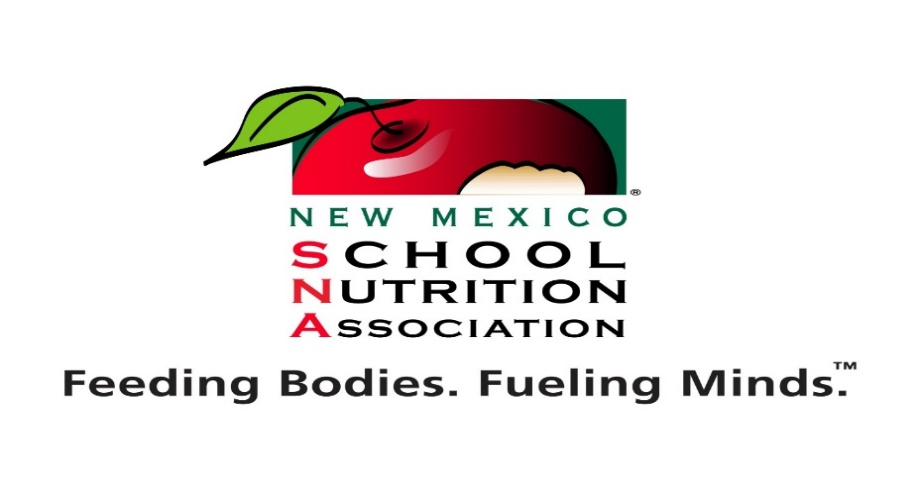 ®
NEW MEXICO
SCHOOL
NUTRITION
ASSOCIATION
Feeding Bodies. Fueling Minds.™